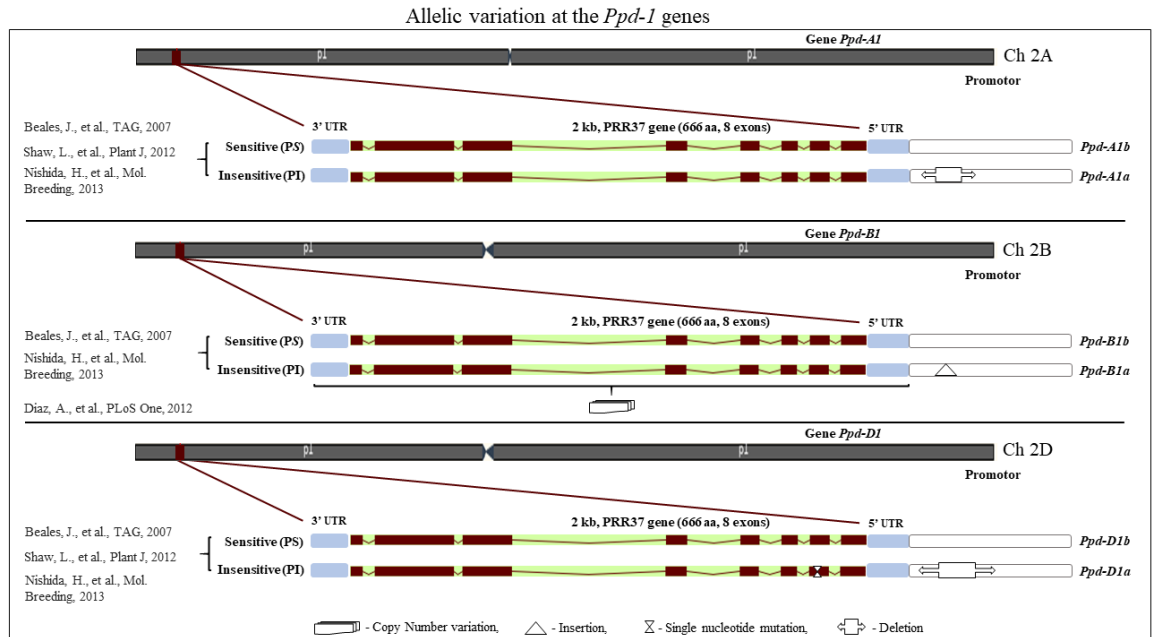 Allelic variation at the Ppd-1 genes
Gene Ppd-A1
p1 p1 Ch 2A
Promotor
Beales, J., et al., TAG, 2007
Shaw, L., et al., Plant J, 2012
Nishida, H., et al., Mol.
Breeding, 2013
3’ UTR 2 kb, PRR37 gene (666 aa, 8 exons) 5’ UTR
Sensitive (PS) Ppd-A1b
Insensitive (PI) Ppd-A1a
Gene Ppd-B1
p1 p1 Ch 2B
Promotor
Beales, J., et al., TAG, 2007
Nishida, H., et al., Mol.
Breeding, 2013
3’ UTR 2 kb, PRR37 gene (666 aa, 8 exons) 5’ UTR
Sensitive (PS) Ppd-B1b
Insensitive (PI) Ppd-B1a
Diaz, A., et al., PLoS One, 2012
Gene Ppd-D1
p1 p1 Ch 2D
Promotor
Beales, J., et al., TAG, 2007
Shaw, L., et al., Plant J, 2012
Nishida, H., et al., Mol.
Breeding, 2013
3’ UTR 2 kb, PRR37 gene (666 aa, 8 exons) 5’ UTR
Sensitive (PS) Ppd-D1b
Insensitive (PI) Ppd-D1a
- Copy Number variation, - Insertion, - Single nucleotide mutation, - Deletion